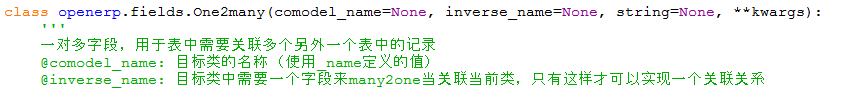 class openerp.fields.One2many(comodel_name=None, inverse_name=None, string=None, **kwargs):
'''
一对多字段，用于表中需要关联多个另外一个表中的记录
@comodel_name: 目标类的名称（使用_name定义的值）
@inverse_name: 目标类中需要一个字段来many2one当关联当前类，只有这样才可以实现一个关联关系